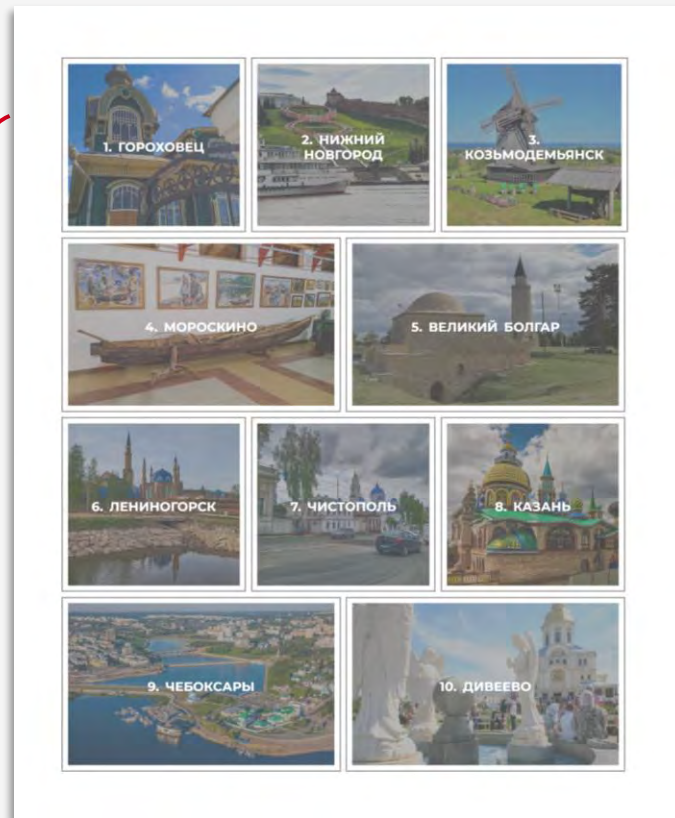 1. ГОРОХОВЕЦ
2. НИЖНИЙ
НОВГОРОД
3.
КОЗЬМОДЕМЬЯНСК
4. МОРОСКИНО
5. ВЕЛИКИЙ БОЛГАР
6. ЛЕНИНОГОРСК
7. ЧИСТОПОЛЬ
8. КАЗАНЬ
9. ЧЕБОКСАРЫ
10. ДИВЕЕВО